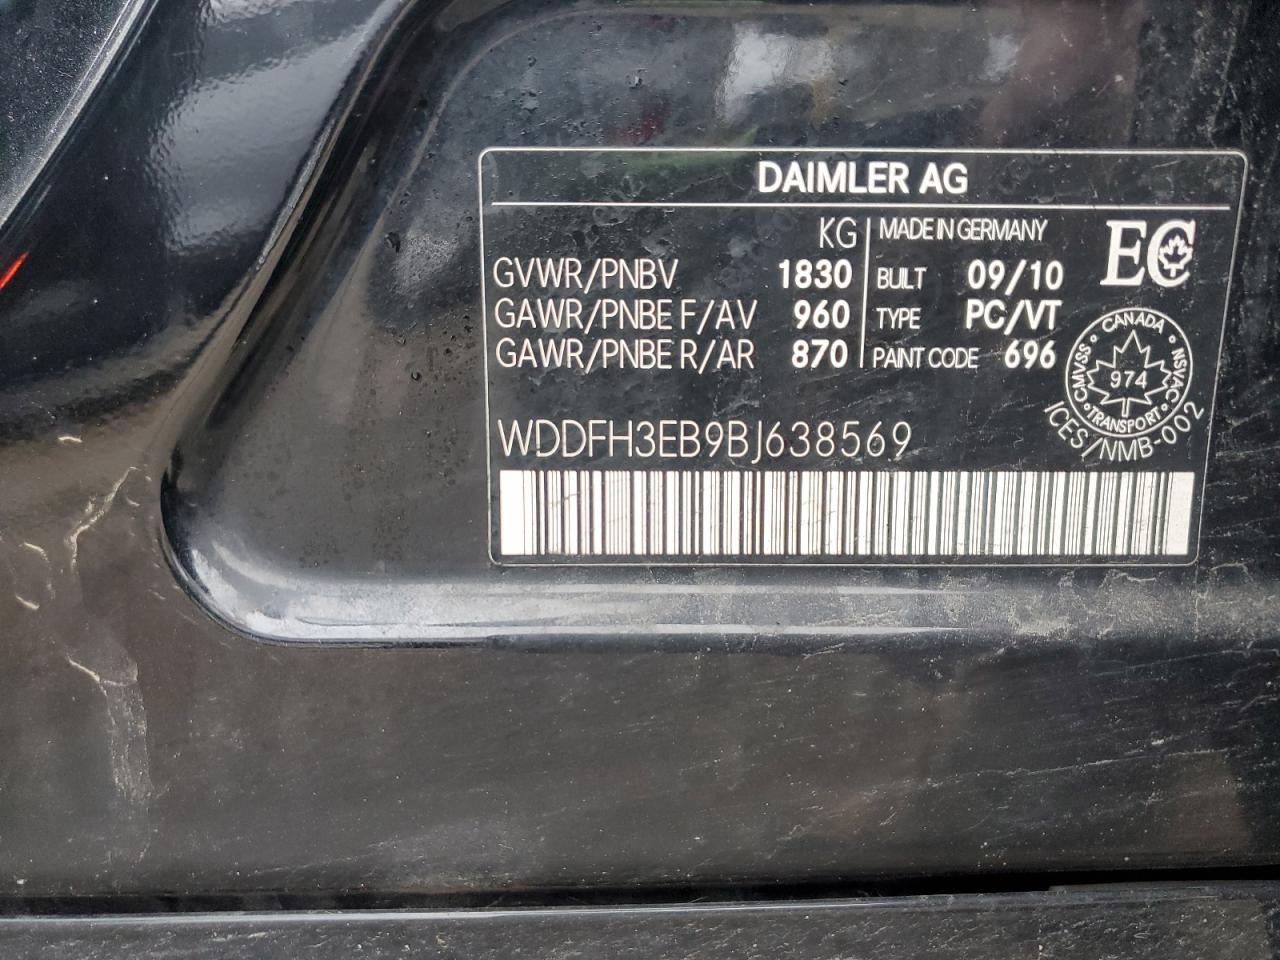 DAIMLER AG
KG
GVWR/PNBV 1830
GAWR/PNBE F/AV 960
GAWR/PNBE R/AR 870
MADE IN GERMANY
BUILT 09/10
TYPE PC/VT
PAINT CODE 696
EC
CANADA
CMVSS • NSVAC
974
TRANSPORT
ICES/NMB-002
WDDFH3EB9BJ638569